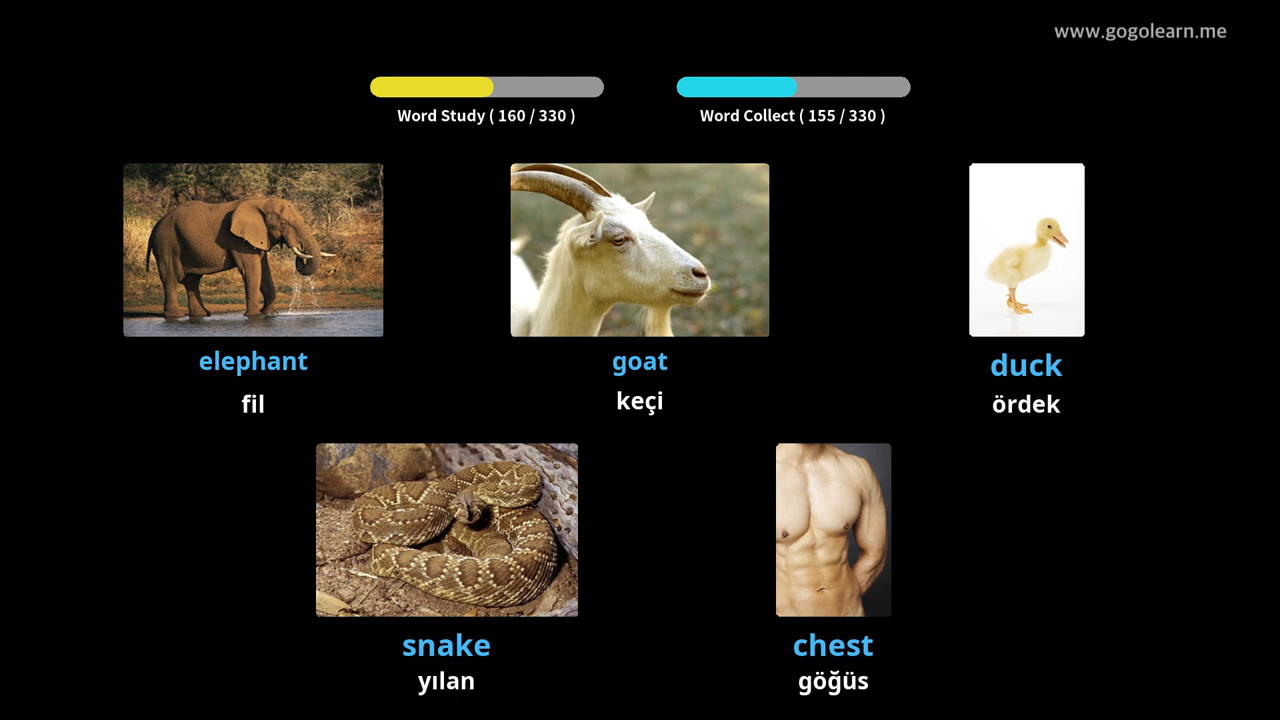 www.gogolearn.me
Word Study ( 160 / 330 )
Word Collect ( 155 / 330 )
elephant
fil
goat
keçi
duck
ördek
snake
yılan
chest
göğüs